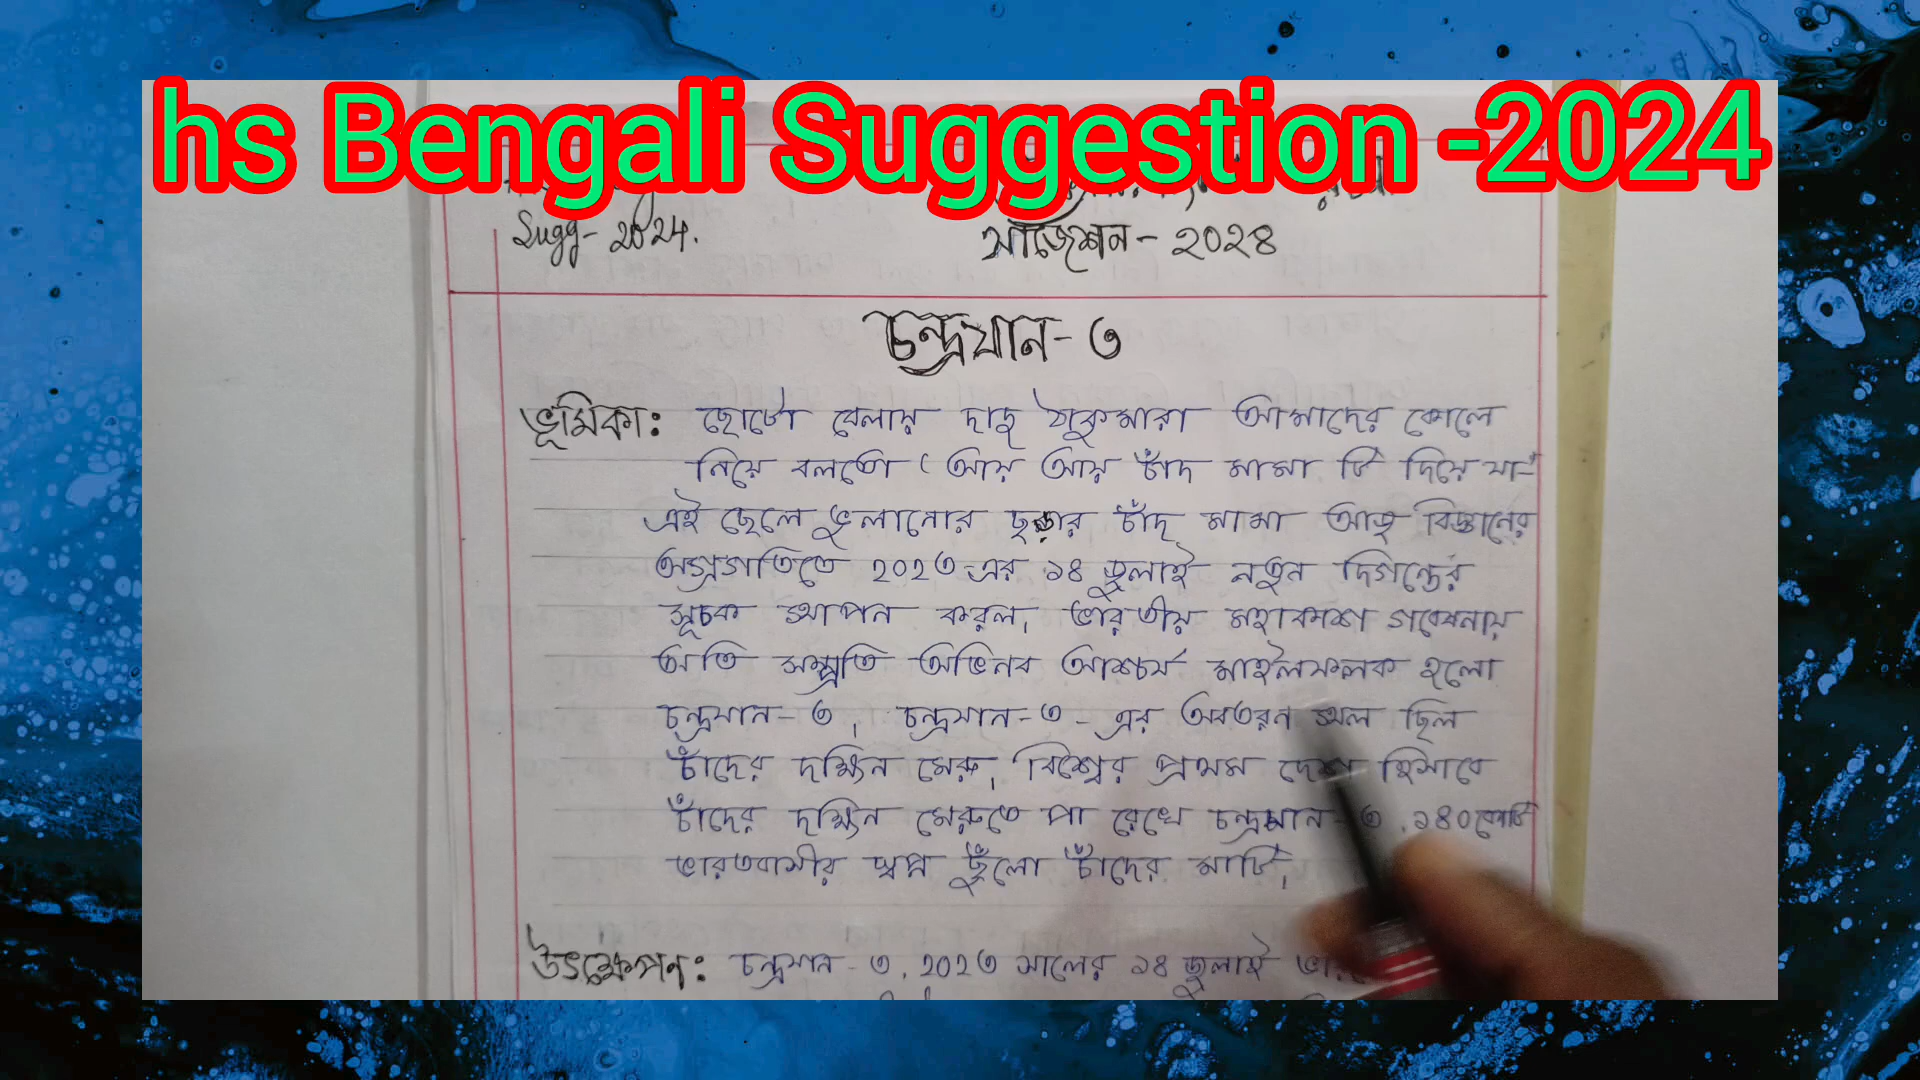 hs Bengali Suggestion -2024
Sugg- 2024.
সাজেশন- ২০২৪
চন্দ্রযান- ৩
ভূমিকা: ছোটো বেলায় দাদু ঠাকুমারা আমাদের কোলে
নিয়ে বলতো ‘আয় আয় চাঁদ মামা টি দিয়ে যা-’
এই ছেলে ভুলানোর ছড়ার চাঁদ মামা আজ বিজ্ঞানের
অগ্রগতিতে ২০২৩-এর ১৪ জুলাই নতুন দিগন্তের
সূচক স্থাপন করল, ভারতীয় মহাকাশ গবেষনায়
অতি সম্প্রতি অভিনব আশ্চর্য মাইলফলক হলো
চন্দ্রযান- ৩, চন্দ্রযান-৩- এর অবতরন স্থল ছিল
চাঁদের দক্ষিন মেরু, বিশ্বের প্রথম দেশ হিসাবে
চাঁদের দক্ষিন মেরুতে পা রেখে চন্দ্রযান- ৩, ১৪০কোটি
ভারতবাসীর স্বপ্ন ছুঁলো চাঁদের মাটি,
উৎক্ষেপন: চন্দ্রযান - ৩, ২০২৩ সালের ১৪ জুলাই